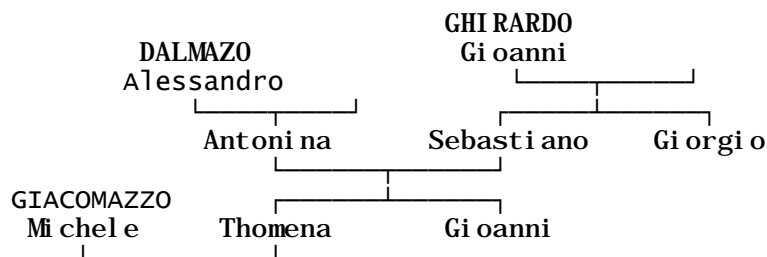 GHIRARDO
DALMAZO Gioanni
Alessandro
Antonina Sebastiano Giorgio
GIACOMAZZO
Michele Thomena Gioanni